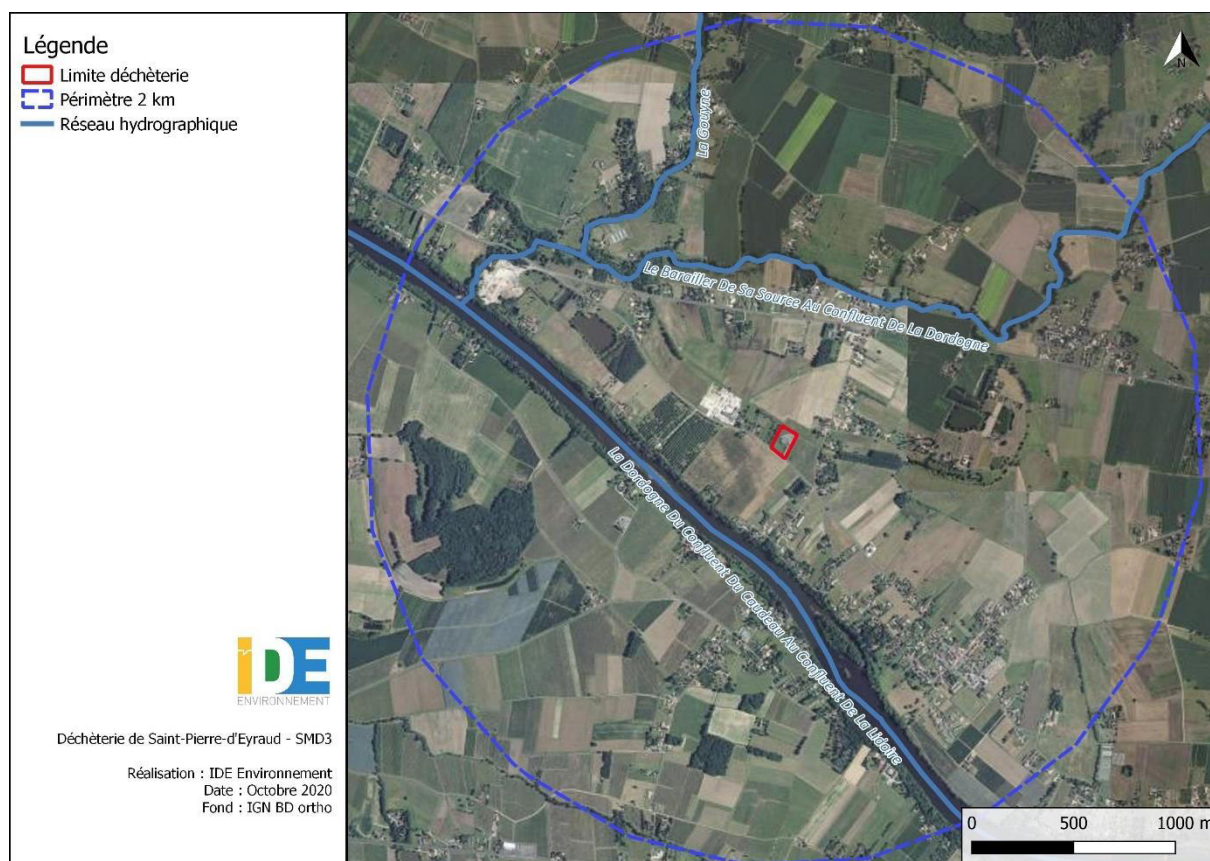 Légende
Limite déchèterie
Périmètre 2 km
Réseau hydrographique
N
La Gouyne
Le Barailler De Sa Source Au Confluent De La Dordogne
La Dordogne Du Confluent Du Caudeau Au Confluent De La Lidoire
iDE
ENVIRONNEMENT
Déchèterie de Saint-Pierre-d'Eyraud - SMD3
Réalisation : IDE Environnement
Date : Octobre 2020
Fond : IGN BD ortho
0 500 1000 m